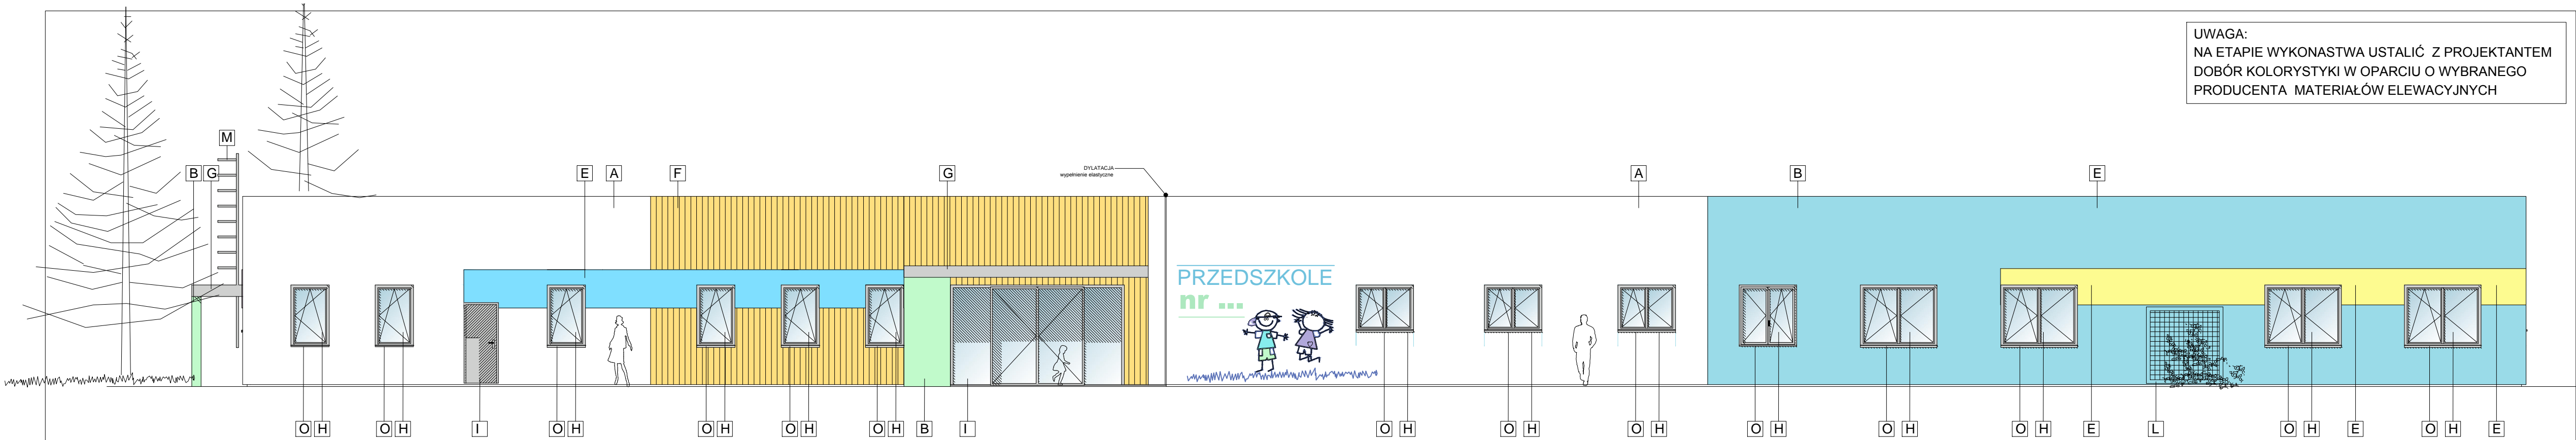 UWAGA:
NA ETAPIE WYKONASTWA USTALIĆ Z PROJEKTANTEM
DOBÓR KOLORYSTYKI W OPARCIU O WYBRANEGO
PRODUCENTA MATERIAŁÓW ELEWACYJNYCH
M
B G E A F G A B E
DYLATACJA
wypełnienie elastyczne
PRZEDSZKOLE
nr ...
O H O H I O H O H O H O H B I O H O H O H O H O H O H E L O H E O H E